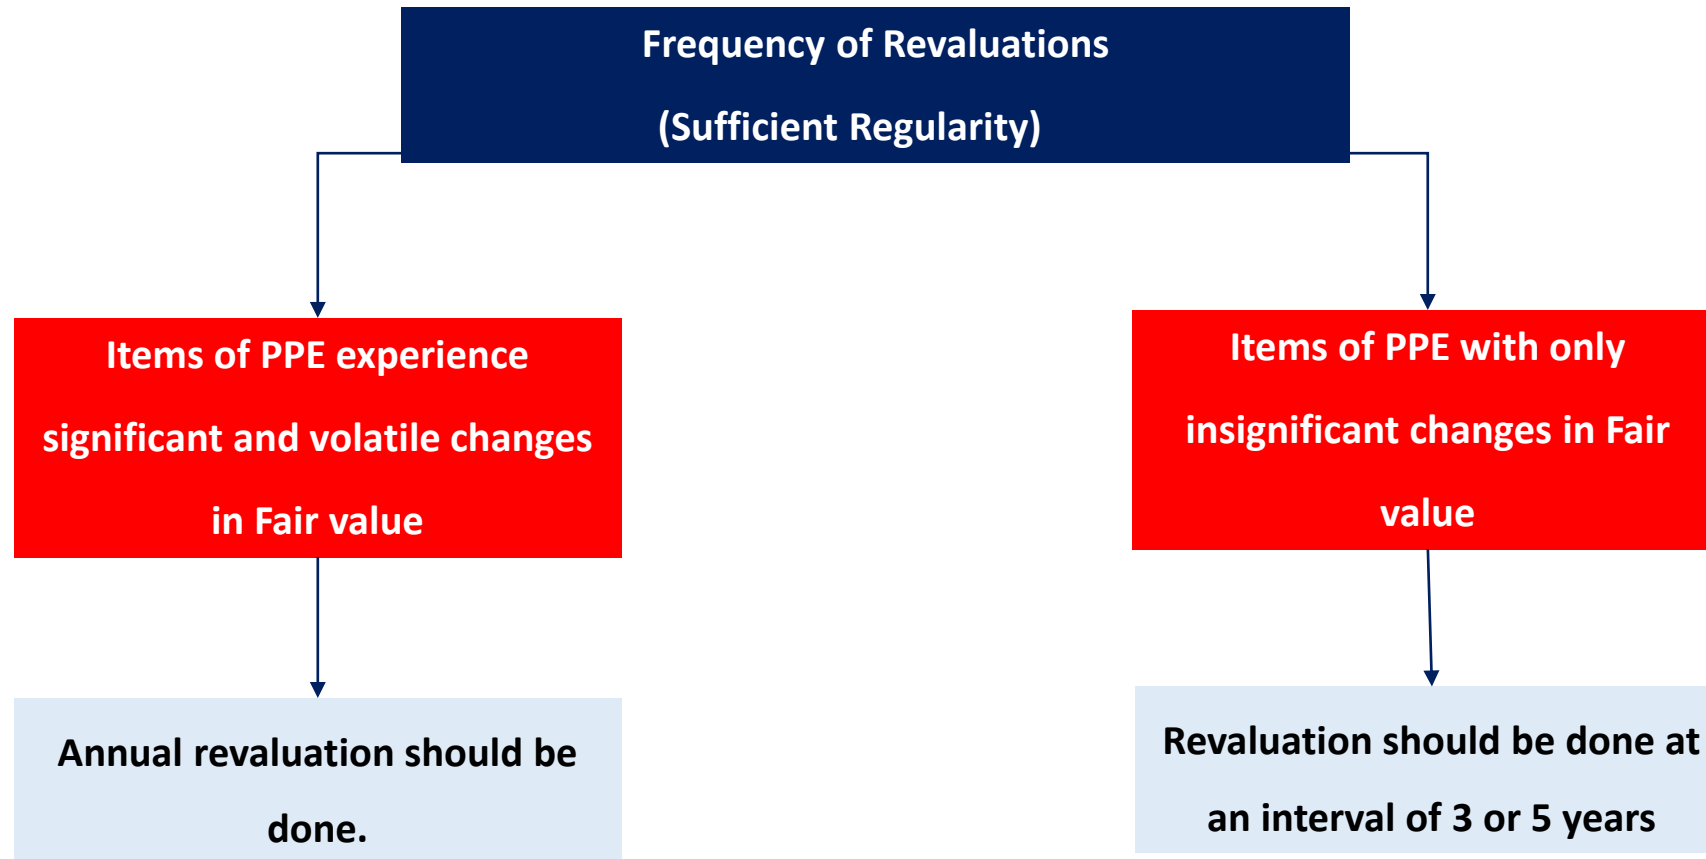 Frequency of Revaluations
(Sufficient Regularity)
Items of PPE experience
significant and volatile changes
in Fair value
Items of PPE with only
insignificant changes in Fair
value
Annual revaluation should be
done.
Revaluation should be done at
an interval of 3 or 5 years